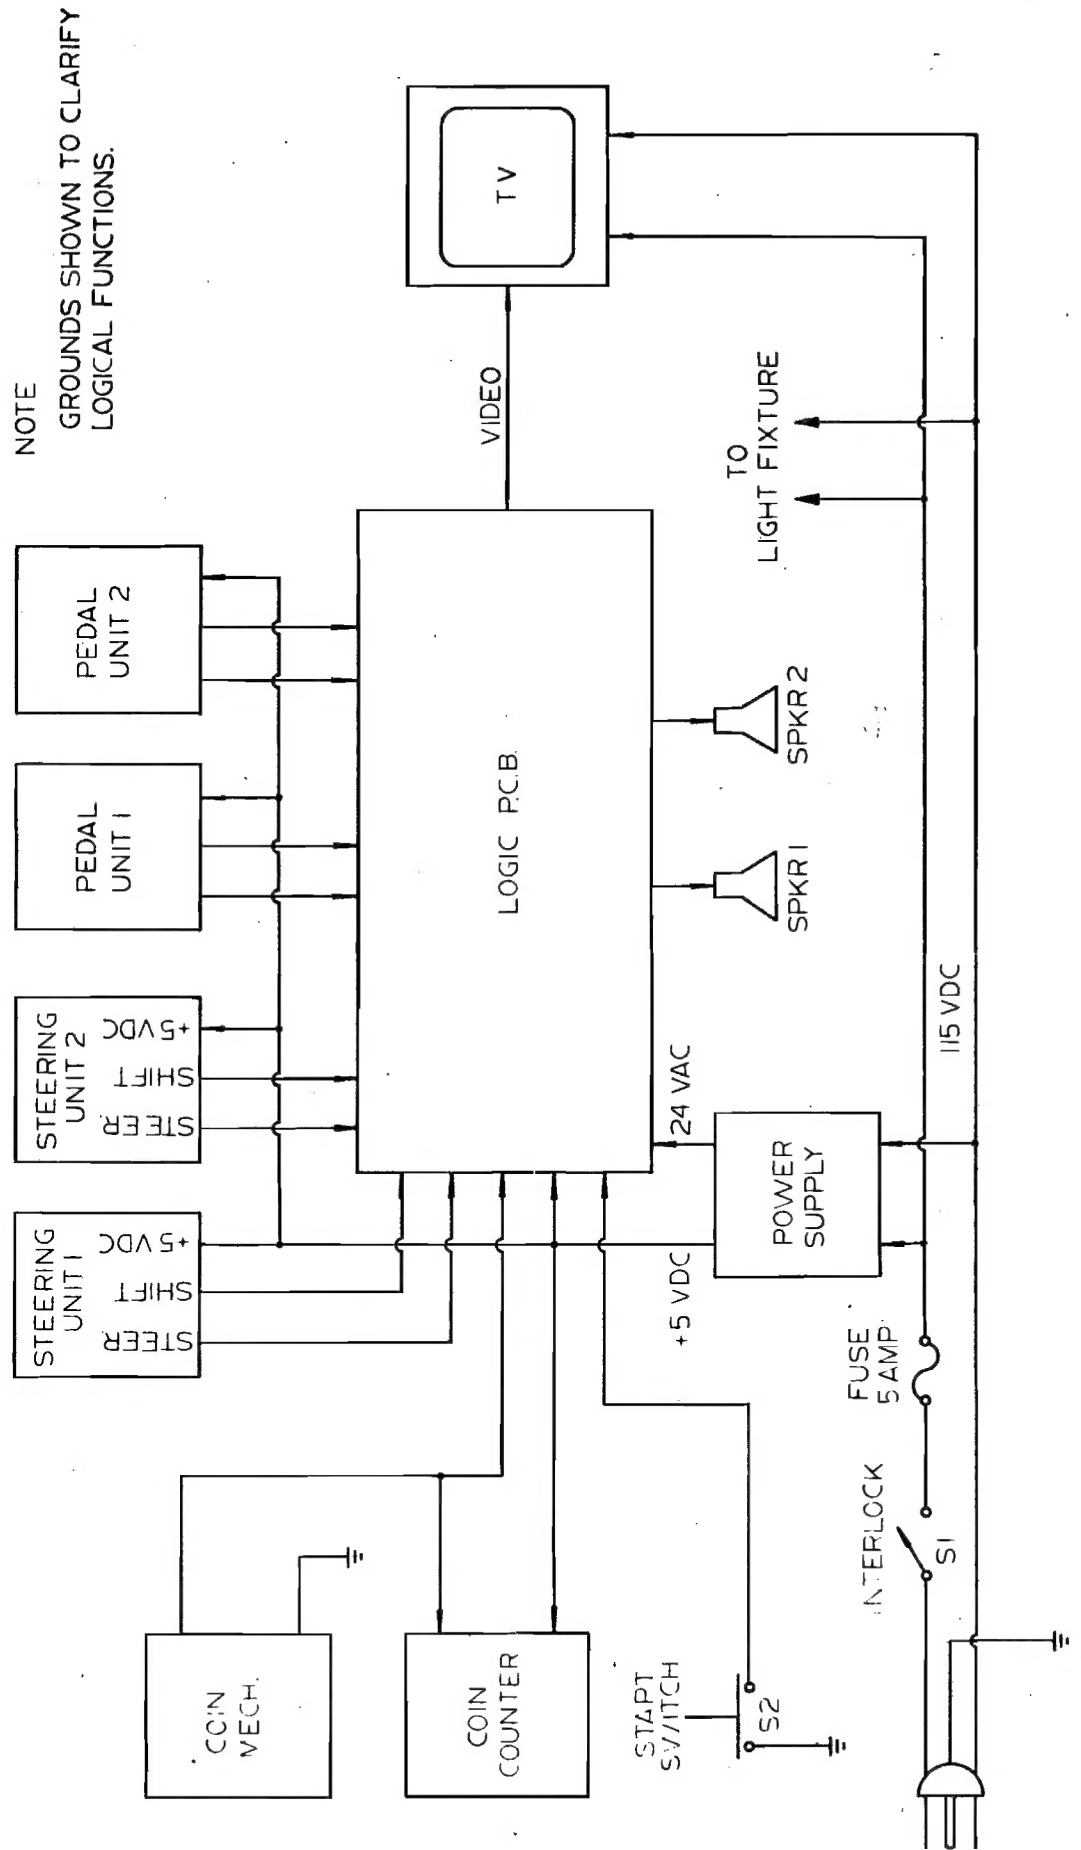 NOTE
GROUNDS SHOWN TO CLARIFY
LOGICAL FUNCTIONS.
COIN
MECH.
STEERING
UNIT 1
STEER
SHIFT
+5VDC
STEERING
UNIT 2
STEER
SHIFT
+5VDC
PEDAL
UNIT 1
PEDAL
UNIT 2
COIN
COUNTER
LOGIC P.C.B.
VIDEO
TV
START
SWITCH
S2
+5 VDC
24 VAC
SPKR 1
SPKR 2
POWER
SUPPLY
TO
LIGHT FIXTURE
INTERLOCK
S1
FUSE
5 AMP
115 VDC